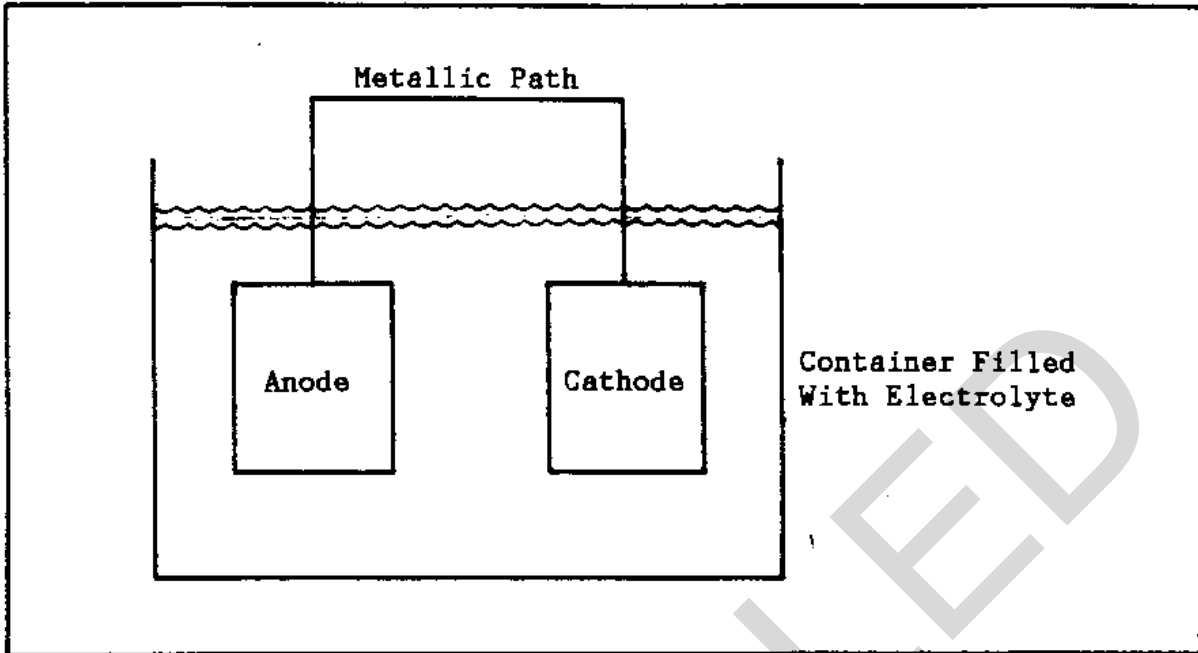 Metallic Path
Anode
Cathode
Container Filled
With Electrolyte